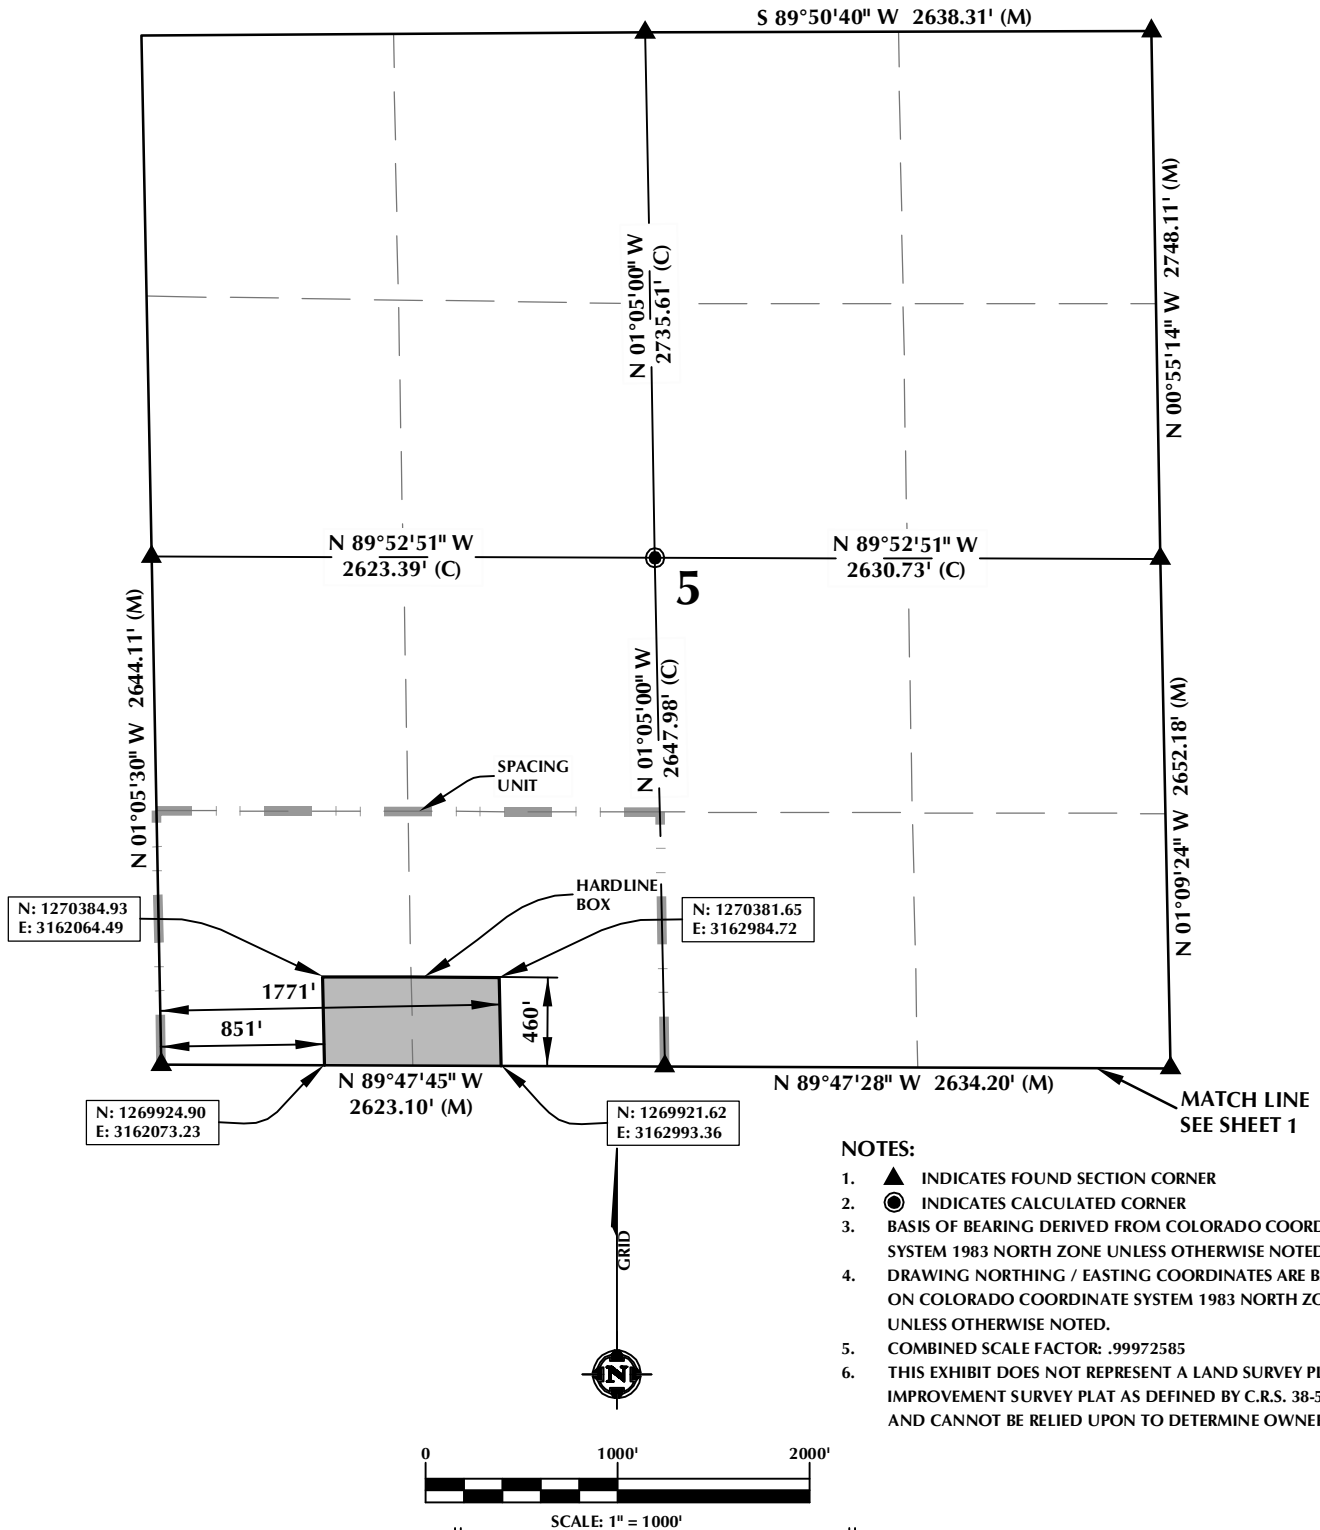 S 89°50'40" W 2638.31' (M)
N 00°55'14" W 2748.11' (M)
N 01°05'00" W
2735.61' (C)
N 89°52'51" W
2623.39' (C)
N 89°52'51" W
2630.73' (C)
5
N 01°05'30" W 2644.11' (M)
N 01°05'00" W
2647.98' (C)
N 01°09'24" W 2652.18' (M)
SPACING
UNIT
HARDLINE
BOX
N: 1270384.93
E: 3162064.49
N: 1270381.65
E: 3162984.72
1771'
851'
460'
N 89°47'45" W
2623.10' (M)
N 89°47'28" W 2634.20' (M)
N: 1269924.90
E: 3162073.23
N: 1269921.62
E: 3162993.36
MATCH LINE
SEE SHEET 1
NOTES:
1. INDICATES FOUND SECTION CORNER
2. INDICATES CALCULATED CORNER
3. BASIS OF BEARING DERIVED FROM COLORADO COORD
SYSTEM 1983 NORTH ZONE UNLESS OTHERWISE NOTED
4. DRAWING NORTHING / EASTING COORDINATES ARE B
ON COLORADO COORDINATE SYSTEM 1983 NORTH ZO
UNLESS OTHERWISE NOTED.
5. COMBINED SCALE FACTOR: .99972585
6. THIS EXHIBIT DOES NOT REPRESENT A LAND SURVEY PL
IMPROVEMENT SURVEY PLAT AS DEFINED BY C.R.S. 38-5
AND CANNOT BE RELIED UPON TO DETERMINE OWNE
GRID
N
0 1000' 2000'
SCALE: 1" = 1000'